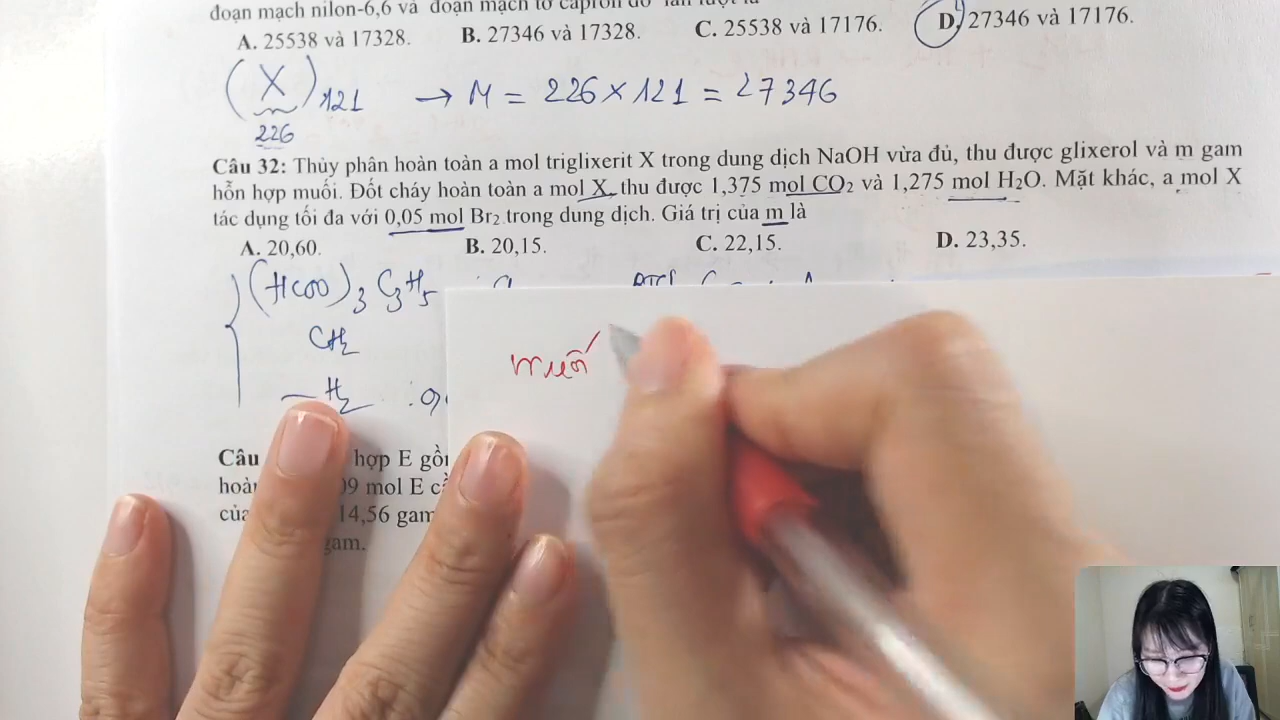 đoạn mạch nilon-6,6 và đoạn mạch tơ capron đó lần lượt là
A. 25538 và 17328. B. 27346 và 17328. C. 25538 và 17176. D. 27346 và 17176.
(X)121 → M = 226 × 121 = 27346
226
Câu 32: Thủy phân hoàn toàn a mol triglixerit X trong dung dịch NaOH vừa đủ, thu được glixerol và m gam
hỗn hợp muối. Đốt cháy hoàn toàn a mol X thu được 1,375 mol CO2 và 1,275 mol H2O. Mặt khác, a mol X
tác dụng tối đa với 0,05 mol Br2 trong dung dịch. Giá trị của m là
A. 20,60. B. 20,15. C. 22,15. D. 23,35.
(HCOO)3C3H5
CH2
muối
-H2
Câu hợp E gồ
hoà 09 mol E c
của 14,56 gam
gam.